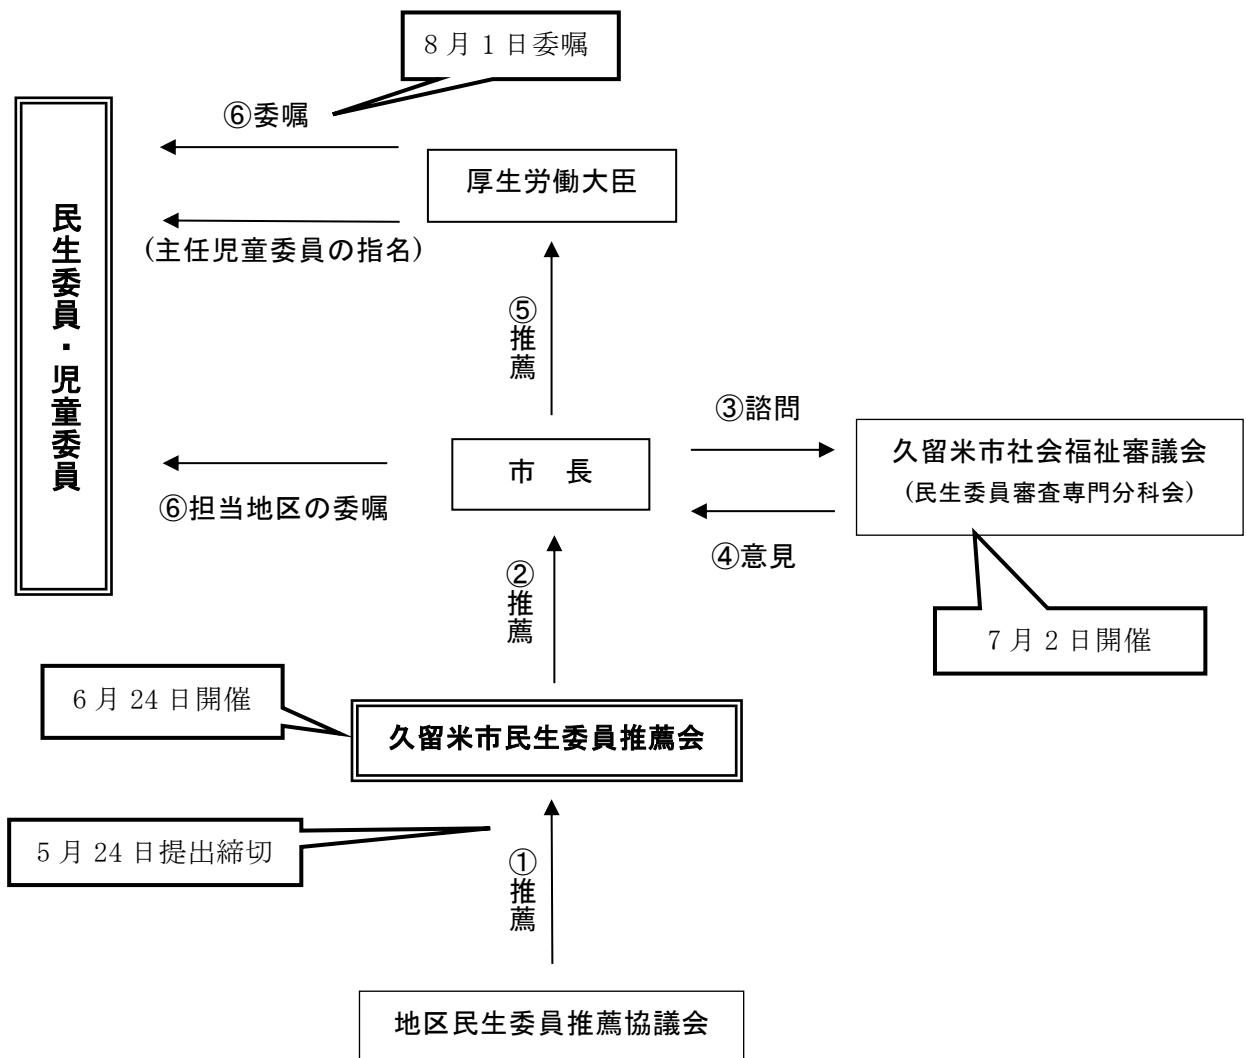 8月1日委嘱
⑥委嘱
厚生労働大臣
(主任児童委員の指名)
民生委員・児童委員
⑤推薦
③諮問
市　長
久留米市社会福祉審議会
(民生委員審査専門分科会)
⑥担当地区の委嘱
④意見
②推薦
7月2日開催
6月24日開催
久留米市民生委員推薦会
5月24日提出締切
①推薦
地区民生委員推薦協議会